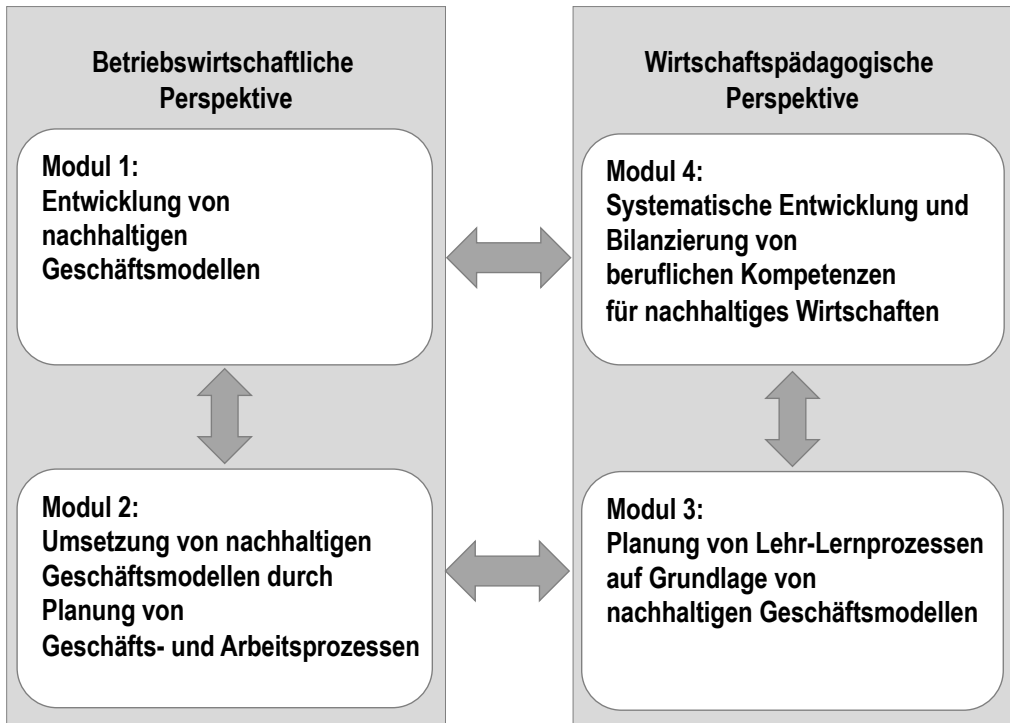 Betriebswirtschaftliche
Perspektive
Modul 1:
Entwicklung von
nachhaltigen
Geschäftsmodellen
Modul 2:
Umsetzung von nachhaltigen
Geschäftsmodellen durch
Planung von
Geschäfts- und Arbeitsprozessen
Wirtschaftspädagogische
Perspektive
Modul 4:
Systematische Entwicklung und
Bilanzierung von
beruflichen Kompetenzen
für nachhaltiges Wirtschaften
Modul 3:
Planung von Lehr-Lernprozessen
auf Grundlage von
nachhaltigen Geschäftsmodellen